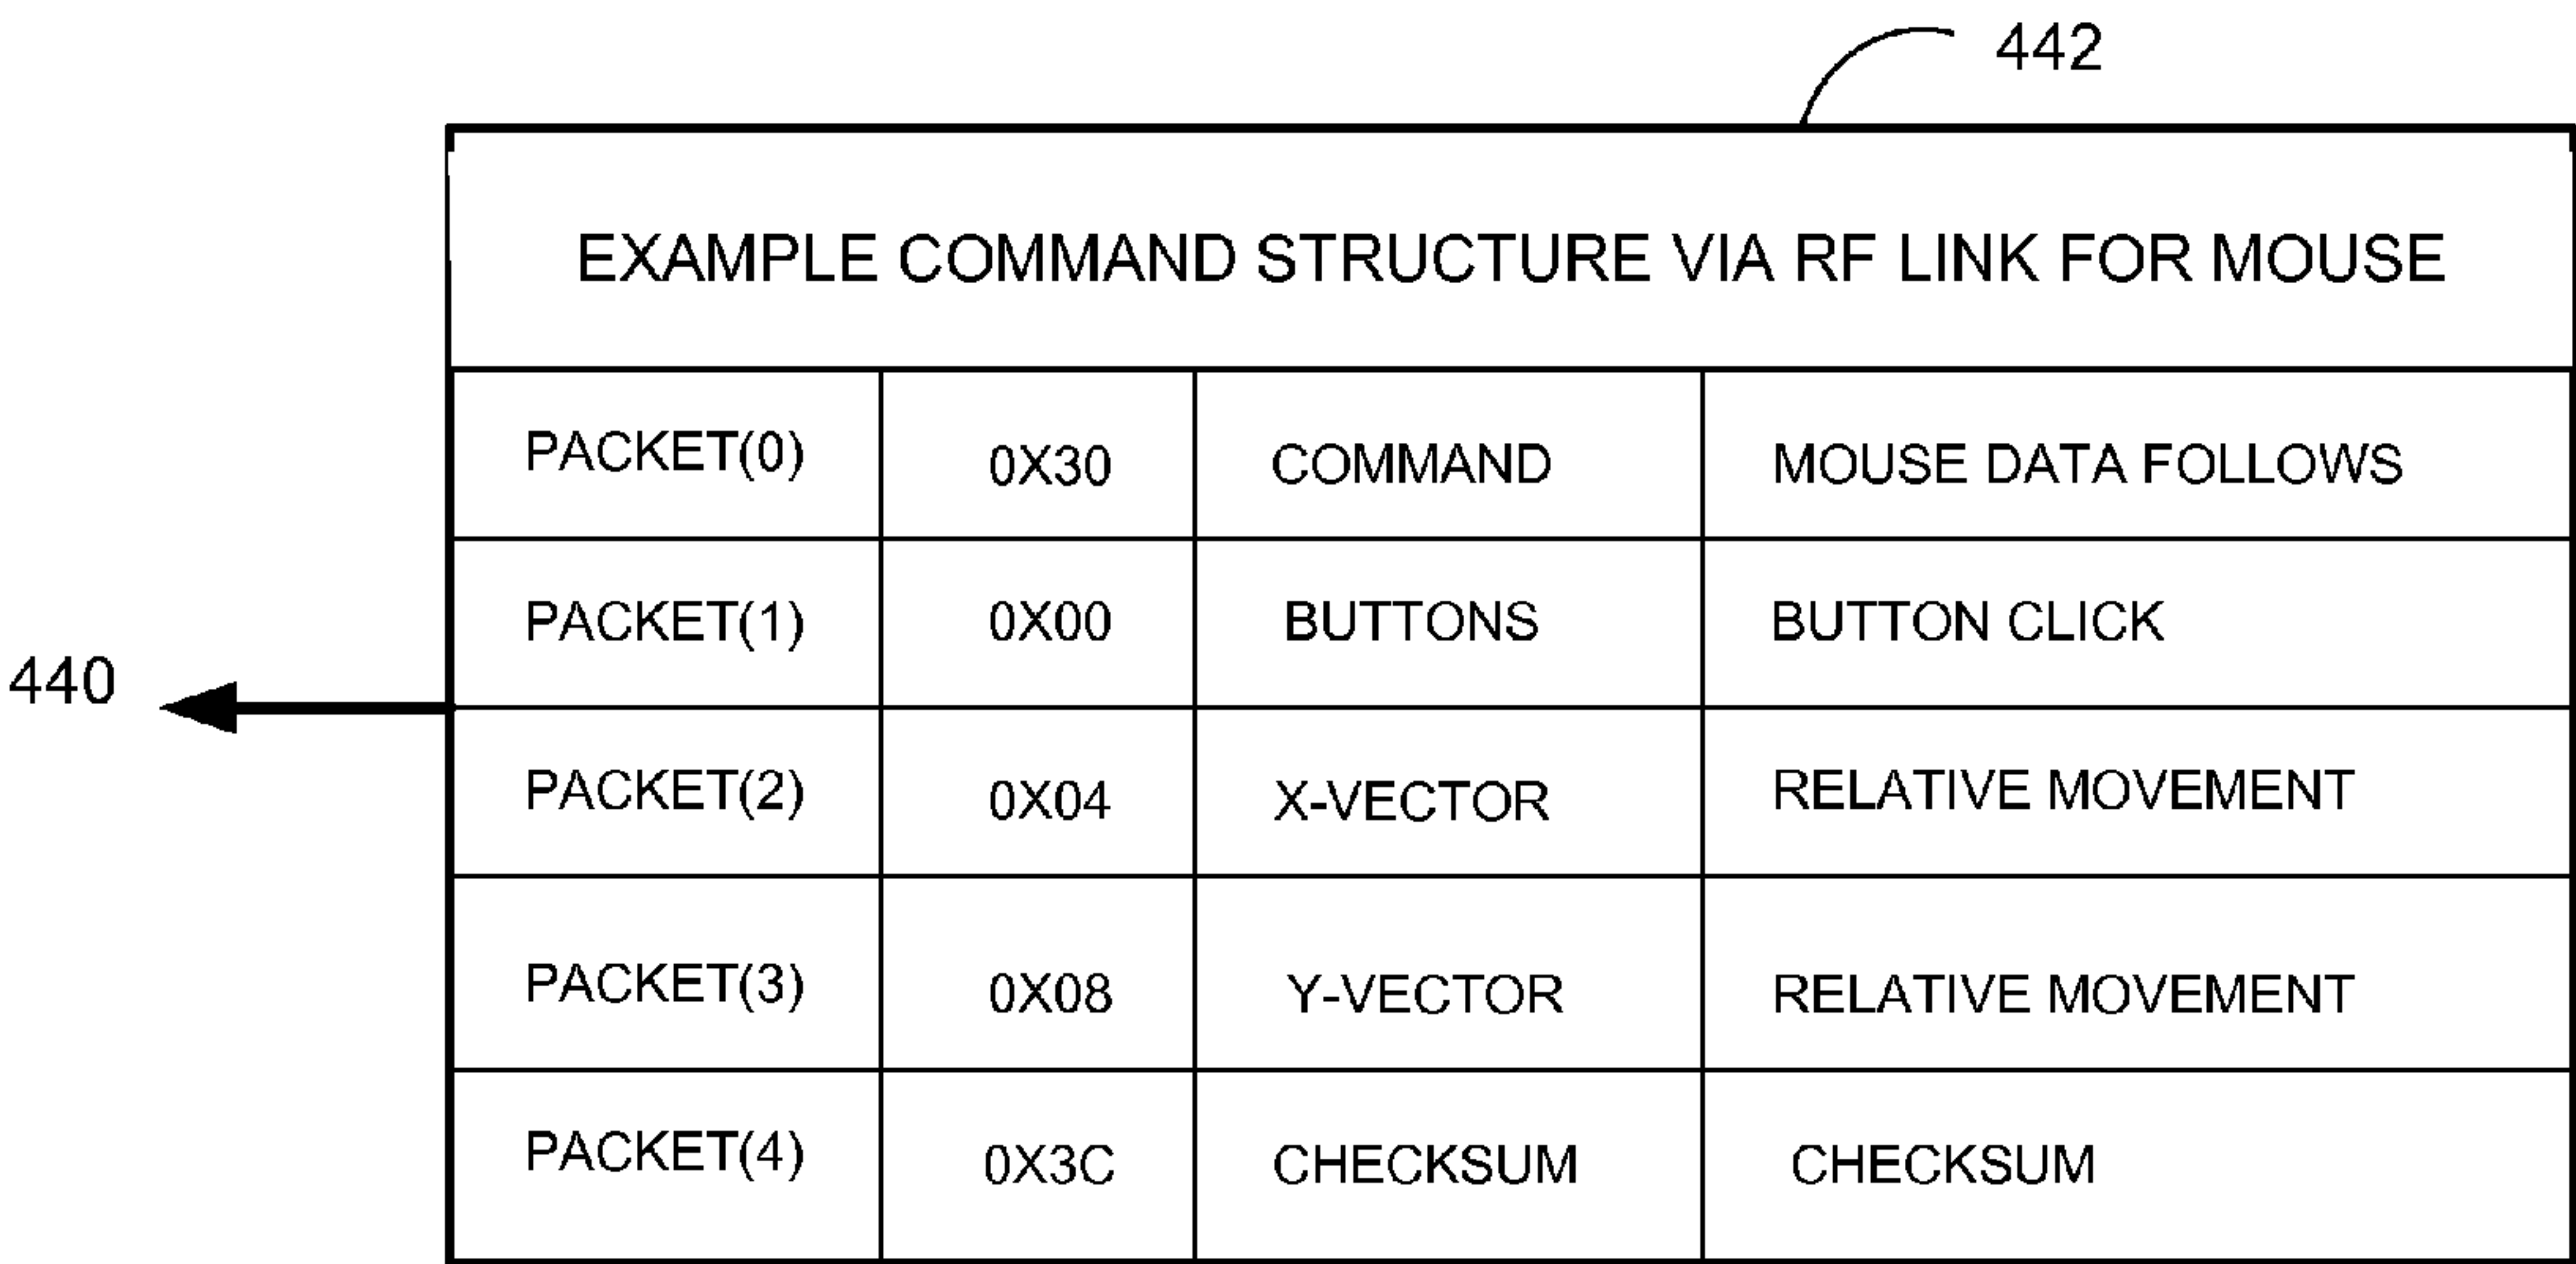 442
EXAMPLE COMMAND STRUCTURE VIA RF LINK FOR MOUSE
PACKET(0) 0X30 COMMAND MOUSE DATA FOLLOWS
PACKET(1) 0X00 BUTTONS BUTTON CLICK
440
PACKET(2) 0X04 X-VECTOR RELATIVE MOVEMENT
PACKET(3) 0X08 Y-VECTOR RELATIVE MOVEMENT
PACKET(4) 0X3C CHECKSUM CHECKSUM